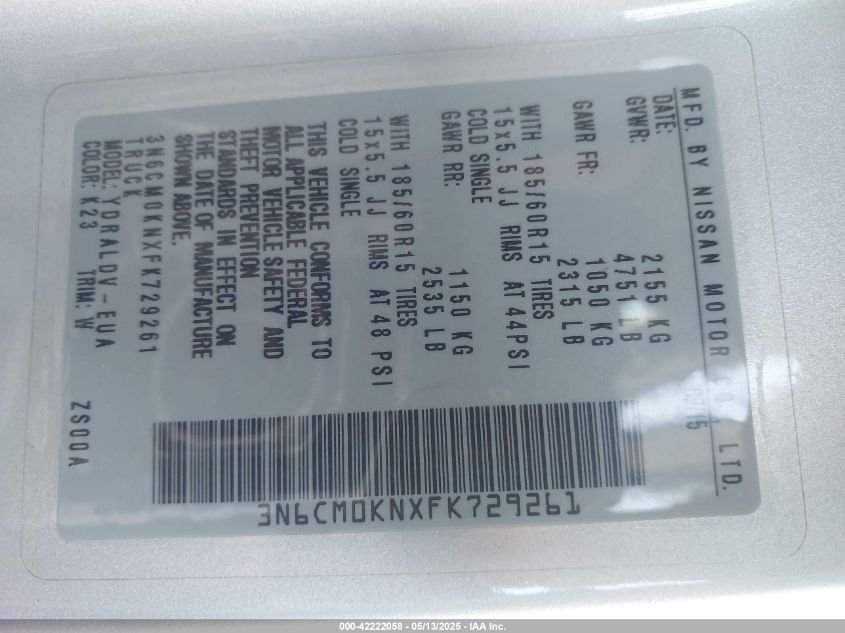 MFD. BY NISSAN MOTOR CO., LTD.
DATE:
GVWR: 2155 KG
4751 LB
GAWR FR: 1050 KG
2315 LB
WITH 185/60R15 TIRES
15x5.5 JJ RIMS AT 44PSI
COLD SINGLE
GAWR RR: 1150 KG
2535 LB
WITH 185/60R15 TIRES
15x5.5 JJ RIMS AT 48 PSI
COLD SINGLE
THIS VEHICLE CONFORMS TO
ALL APPLICABLE FEDERAL
MOTOR VEHICLE SAFETY AND
THEFT PREVENTION
STANDARDS IN EFFECT ON
THE DATE OF MANUFACTURE
SHOWN ABOVE.
3N6CM0KNXFK729261
TRUCK
MODEL: YDRALDV-EUA
COLOR: K23 TRIM: W ZS00A
3N6CM0KNXFK729261
000-42222058 - 05/13/2025 - IAA Inc.